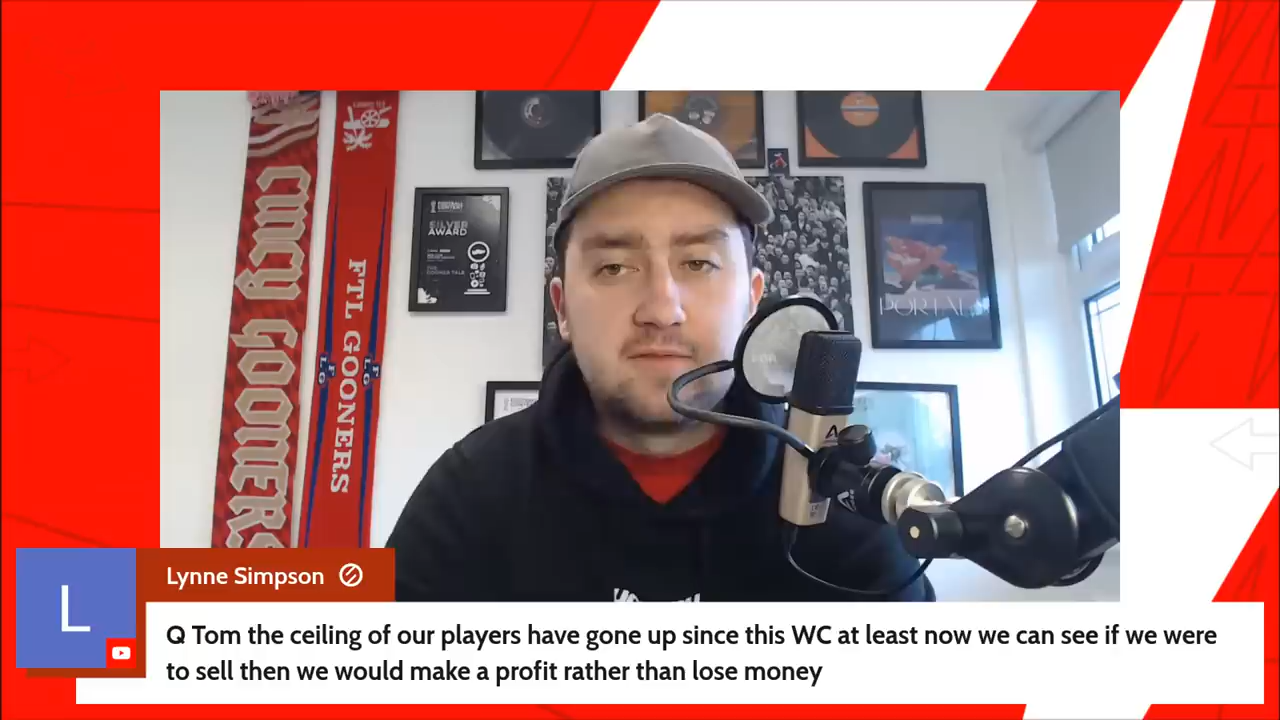 CINCY GOONERS
FTL GOONERS
SILVER
AWARD
PORTAL
L
Lynne Simpson
Q Tom the ceiling of our players have gone up since this WC at least now we can see if we were
to sell then we would make a profit rather than lose money